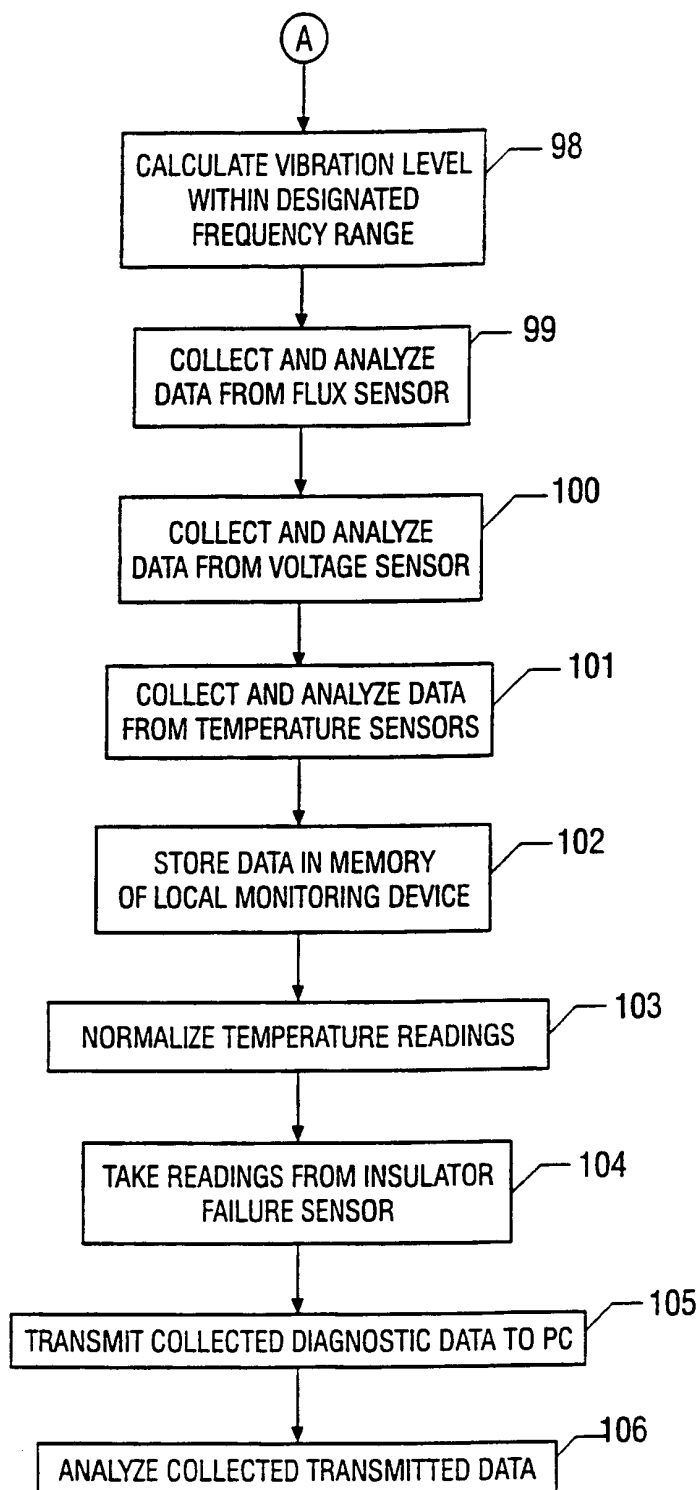 A
CALCULATE VIBRATION LEVEL
WITHIN DESIGNATED
FREQUENCY RANGE
98
COLLECT AND ANALYZE
DATA FROM FLUX SENSOR
99
COLLECT AND ANALYZE
DATA FROM VOLTAGE SENSOR
100
COLLECT AND ANALYZE DATA
FROM TEMPERATURE SENSORS
101
STORE DATA IN MEMORY
OF LOCAL MONITORING DEVICE
102
NORMALIZE TEMPERATURE READINGS
103
TAKE READINGS FROM INSULATOR
FAILURE SENSOR
104
TRANSMIT COLLECTED DIAGNOSTIC DATA TO PC
105
ANALYZE COLLECTED TRANSMITTED DATA
106